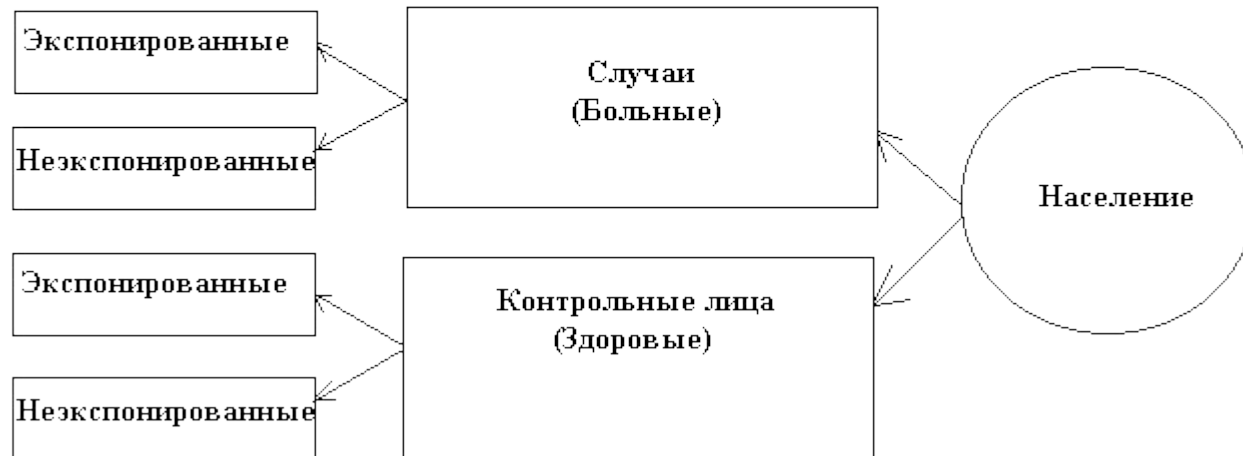 Экспонированные
Неэкспонированные
Случаи
(Больные)
Население
Экспонированные
Неэкспонированные
Контрольные лица
(Здоровые)